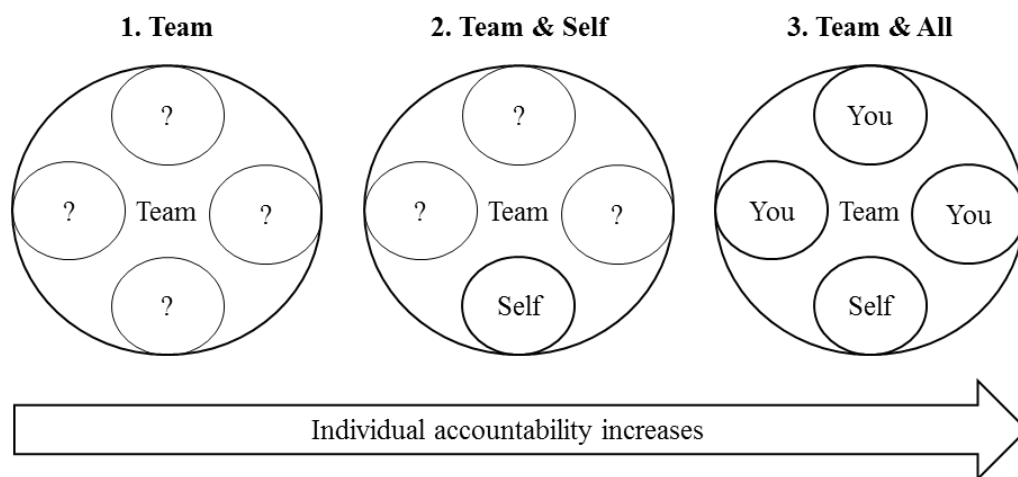 1. Team
2. Team & Self
3. Team & All
?
?
You
?
Team
?
?
Team
?
You
Team
You
?
Self
Self
Individual accountability increases